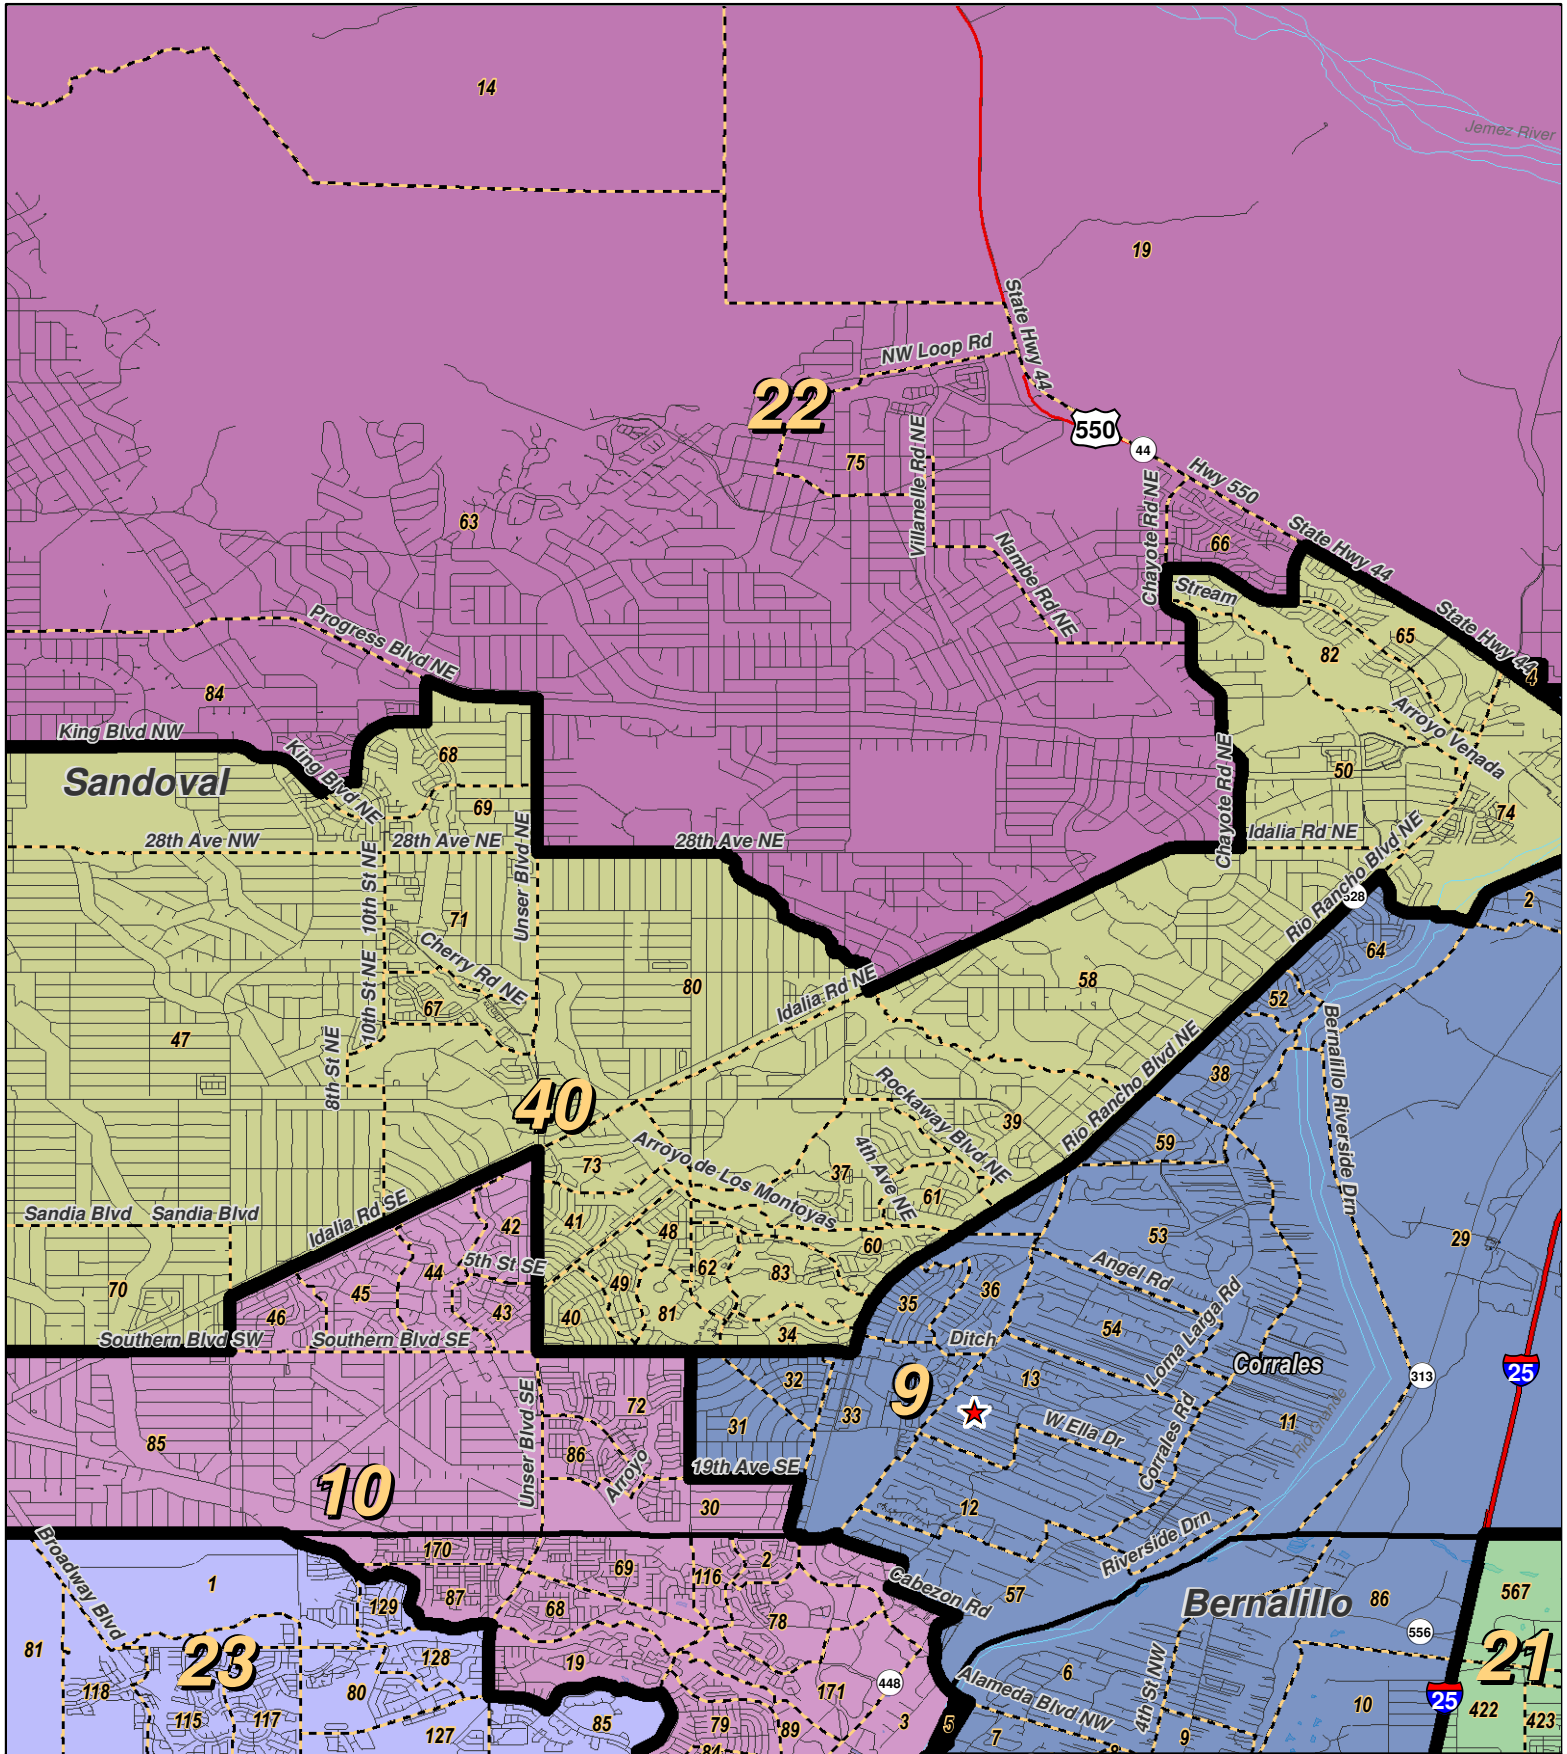 14
Jemez River
19
State Hwy 44
NW Loop Rd
22
550
44
75
Villanelle Rd NE
Hwy 550
Chayote Rd NE
63
State Hwy 44
66
Nambe Rd NE
Stream
State Hwy 44
Progress Blvd NE
65
82
4
84
Arroyo Venada
King Blvd NW
King Blvd NE
68
Chayote Rd NE
50
Sandoval
69
74
28th Ave NW
28th Ave NE
28th Ave NE
Idalia Rd NE
10th St NE
Unser Blvd NE
Rio Rancho Blvd NE
528
2
71
Cherry Rd NE
64
10th St NE
80
Idalia Rd NE
58
52
67
Bernalillo Riverside Drn
47
8th St NE
Rio Rancho Blvd NE
38
40
Rockaway Blvd NE
39
59
Arroyo de Los Montoyas
4th Ave NE
73
37
61
Sandia Blvd
Sandia Blvd
Idalia Rd SE
42
41
48
60
53
29
5th St SE
44
62
83
Angel Rd
70
45
49
36
Loma Larga Rd
46
43
40
81
35
54
34
Southern Blvd SW
Southern Blvd SE
Ditch
Corrales
25
32
9
13
313
72
Unser Blvd SE
31
33
W Ella Dr
Corrales Rd
11
Rio Grande
85
86
Arroyo
19th Ave SE
10
30
12
Riverside Drn
Broadway Blvd
170
69
2
116
1
129
87
68
78
Cabezon Rd
57
Bernalillo
86
567
556
81
23
128
19
21
118
80
171
448
6
Alameda Blvd NW
4th St NW
25
10
422
115
117
127
85
79
89
84
3
5
7
8
9
423